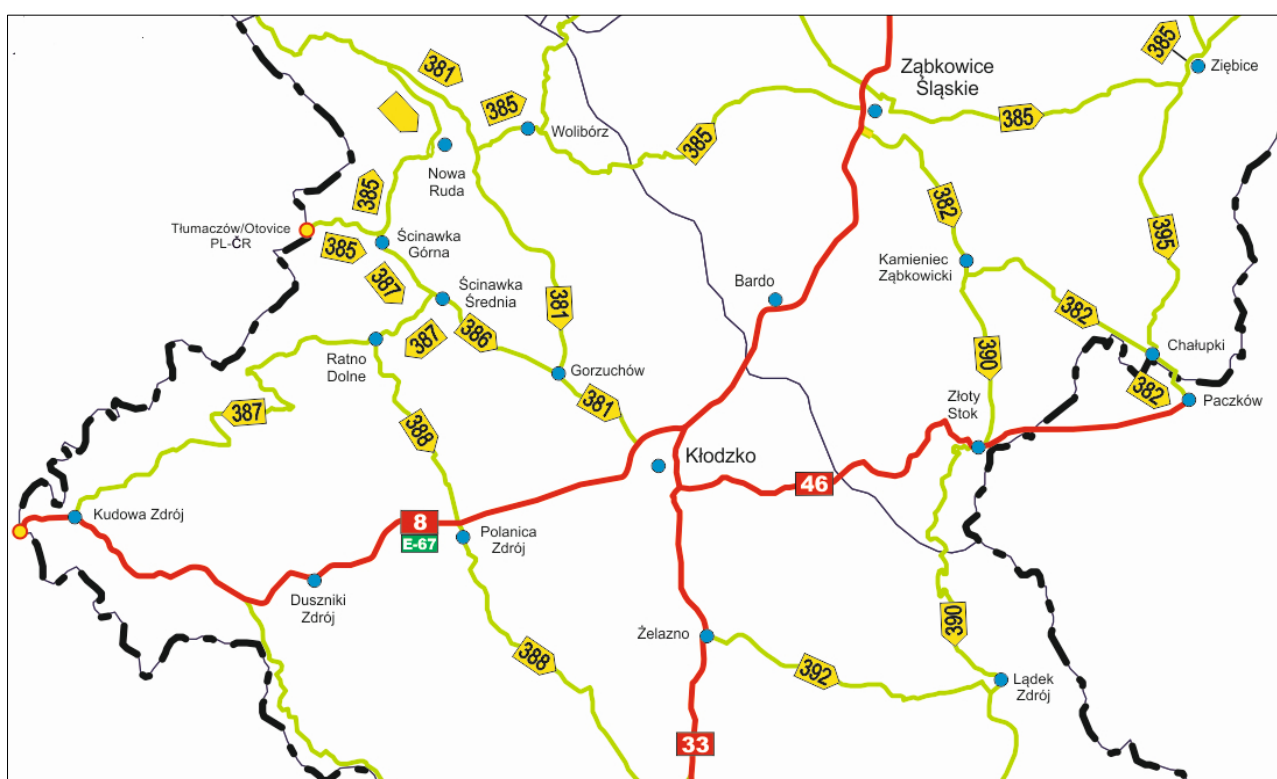 381
385
Ziębice
Ząbkowice
Śląskie
385
Wolibórz
385
385
Nowa
Ruda
385
382
Tłumaczów/Otovice
PL-ČR
Ścinawka
Górna
385
395
Kamieniec
Ząbkowicki
387
Ścinawka
Średnia
Bardo
381
382
386
387
390
Chałupki
Ratno
Dolne
Gorzuchów
382
Paczków
387
381
Złoty
Stok
388
Kłodzko
46
Kudowa Zdrój
8
E-67
Polanica
Zdrój
Duszniki
Zdrój
390
Żelazno
388
392
Lądek
Zdrój
33